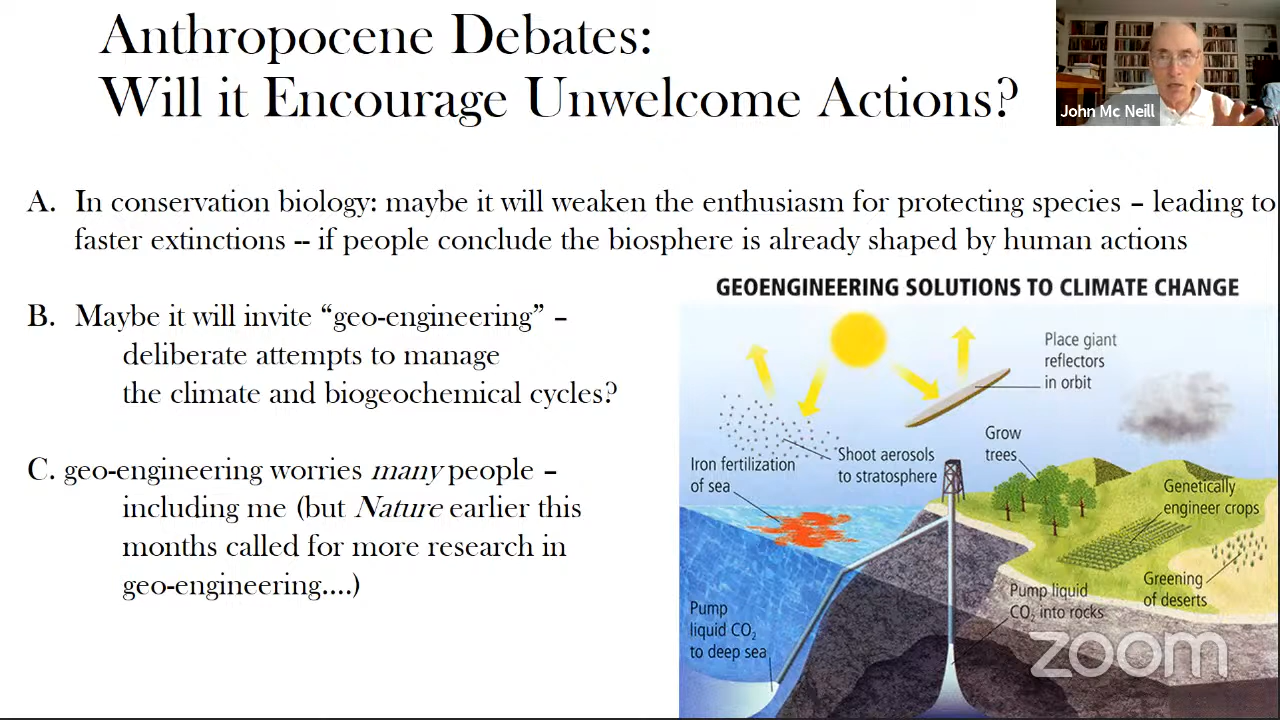 Anthropocene Debates:
Will it Encourage Unwelcome Actions?
John Mc Neill
A. In conservation biology: maybe it will weaken the enthusiasm for protecting species – leading to
faster extinctions -- if people conclude the biosphere is already shaped by human actions
B. Maybe it will invite “geo-engineering” –
deliberate attempts to manage
the climate and biogeochemical cycles?
C. geo-engineering worries many people –
including me (but Nature earlier this
months called for more research in
geo-engineering....)
GEOENGINEERING SOLUTIONS TO CLIMATE CHANGE
Place giant
reflectors
in orbit
Shoot aerosols
to stratosphere
Grow
trees
Iron fertilization
of sea
Genetically
engineer crops
Greening
of deserts
Pump liquid
CO₂ into rocks
Pump
liquid CO₂
to deep sea
zoom